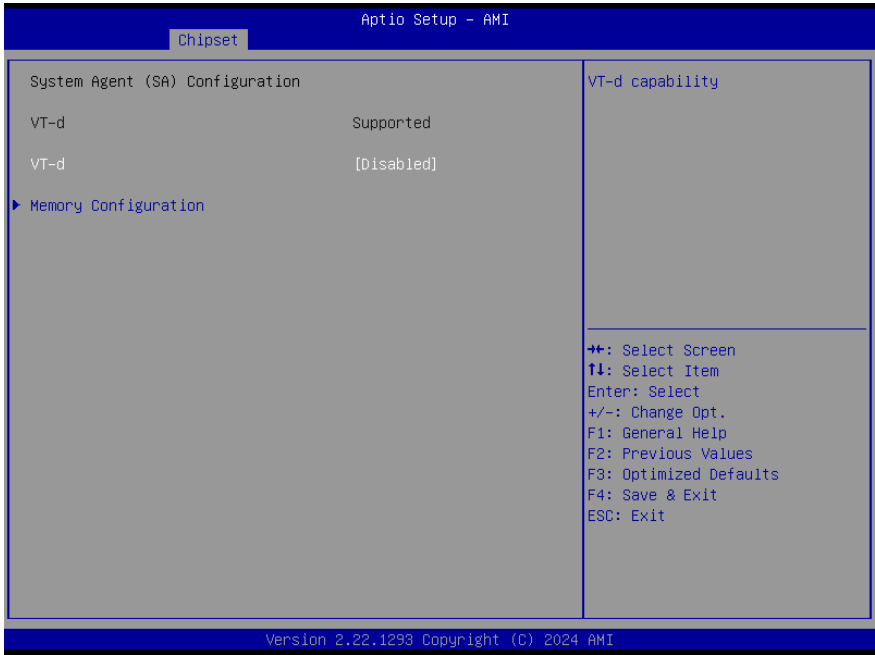 Aptio Setup – AMI
Chipset
System Agent (SA) Configuration
VT-d Supported
VT-d [Disabled]
▶ Memory Configuration
VT-d capability
→←: Select Screen
↑↓: Select Item
Enter: Select
+/-: Change Opt.
F1: General Help
F2: Previous Values
F3: Optimized Defaults
F4: Save & Exit
ESC: Exit
Version 2.22.1293 Copyright (C) 2024 AMI